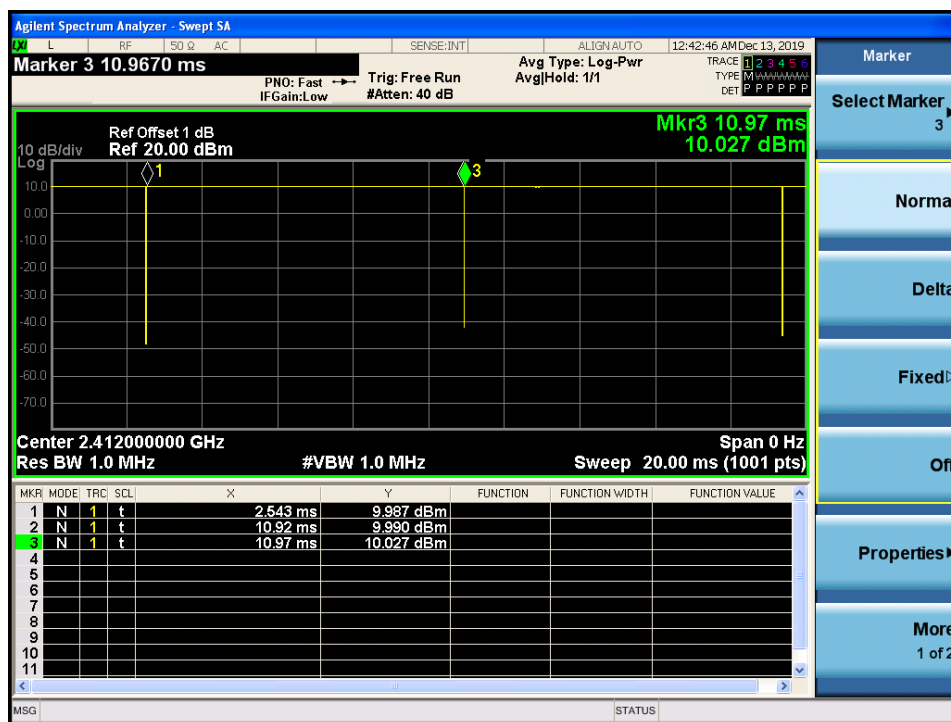 Agilent Spectrum Analyzer - Swept SA
LXI L RF 50 Ω AC SENSE:INT ALIGN AUTO 12:42:46 AM Dec 13, 2019
Marker 3 10.9670 ms
PNO: Fast
IFGain:Low
Trig: Free Run
#Atten: 40 dB
Avg Type: Log-Pwr
Avg|Hold: 1/1
TRACE 1 2 3 4 5 6
TYPE M
DET P P P P P P
Mkr3 10.97 ms
10.027 dBm
Ref Offset 1 dB
10 dB/div Ref 20.00 dBm
Log
1
3
10.0
0.00
-10.0
-20.0
-30.0
-40.0
-50.0
-60.0
-70.0
Center 2.412000000 GHz Span 0 Hz
Res BW 1.0 MHz #VBW 1.0 MHz Sweep 20.00 ms (1001 pts)
MKR MODE TRC SCL X Y FUNCTION FUNCTION WIDTH FUNCTION VALUE
1 N 1 t 2.543 ms 9.987 dBm
2 N 1 t 10.92 ms 9.990 dBm
3 N 1 t 10.97 ms 10.027 dBm
4
5
6
7
8
9
10
11
MSG STATUS
Marker
Select Marker
3
Norma
Delta
Fixed
Off
Properties
More
1 of 2